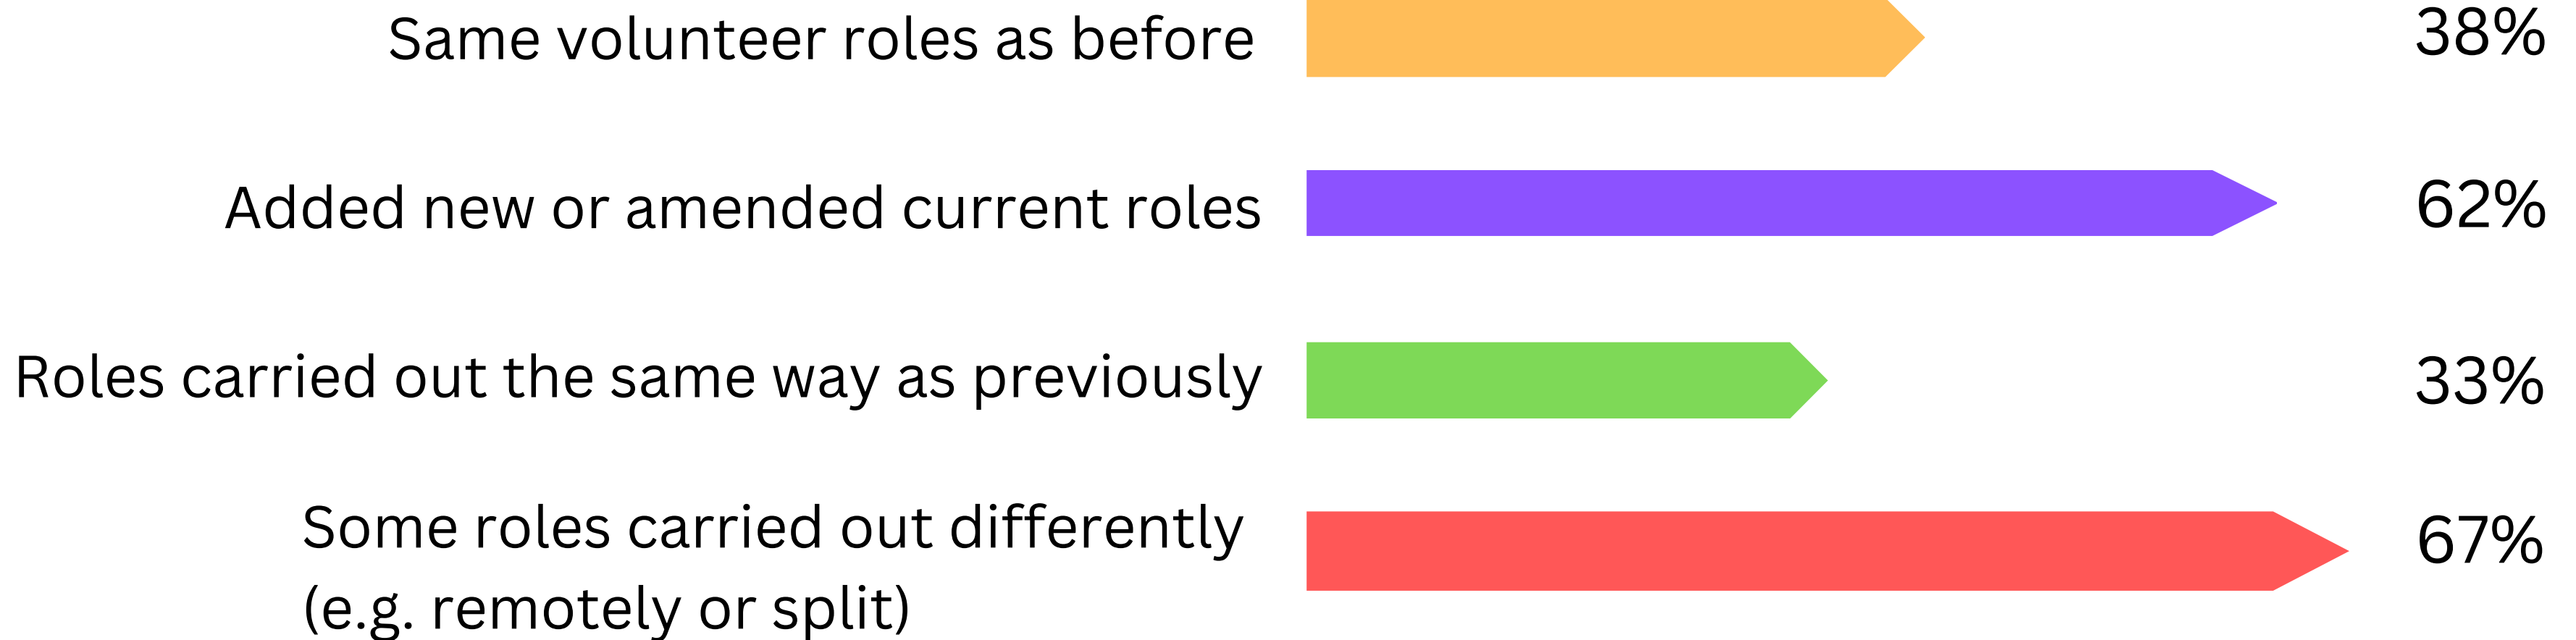 Same volunteer roles as before 38%
Added new or amended current roles 62%
Roles carried out the same way as previously 33%
Some roles carried out differently 67%
(e.g. remotely or split)